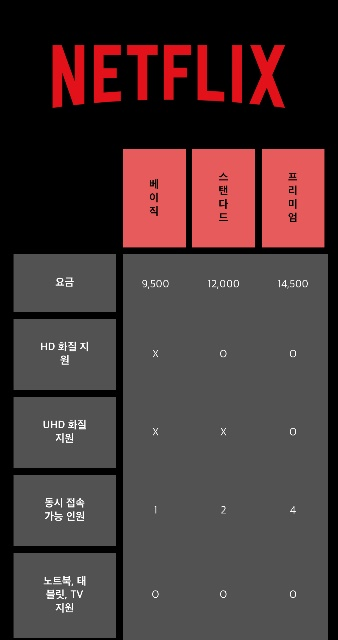 NETFLIX
베이직 스탠다드 프리미엄
요금 9,500 12,000 14,500
HD 화질 지
원 X O O
UHD 화질
지원 X X O
동시 접속
가능 인원 1 2 4
노트북, 태
블릿, TV
지원 O O O